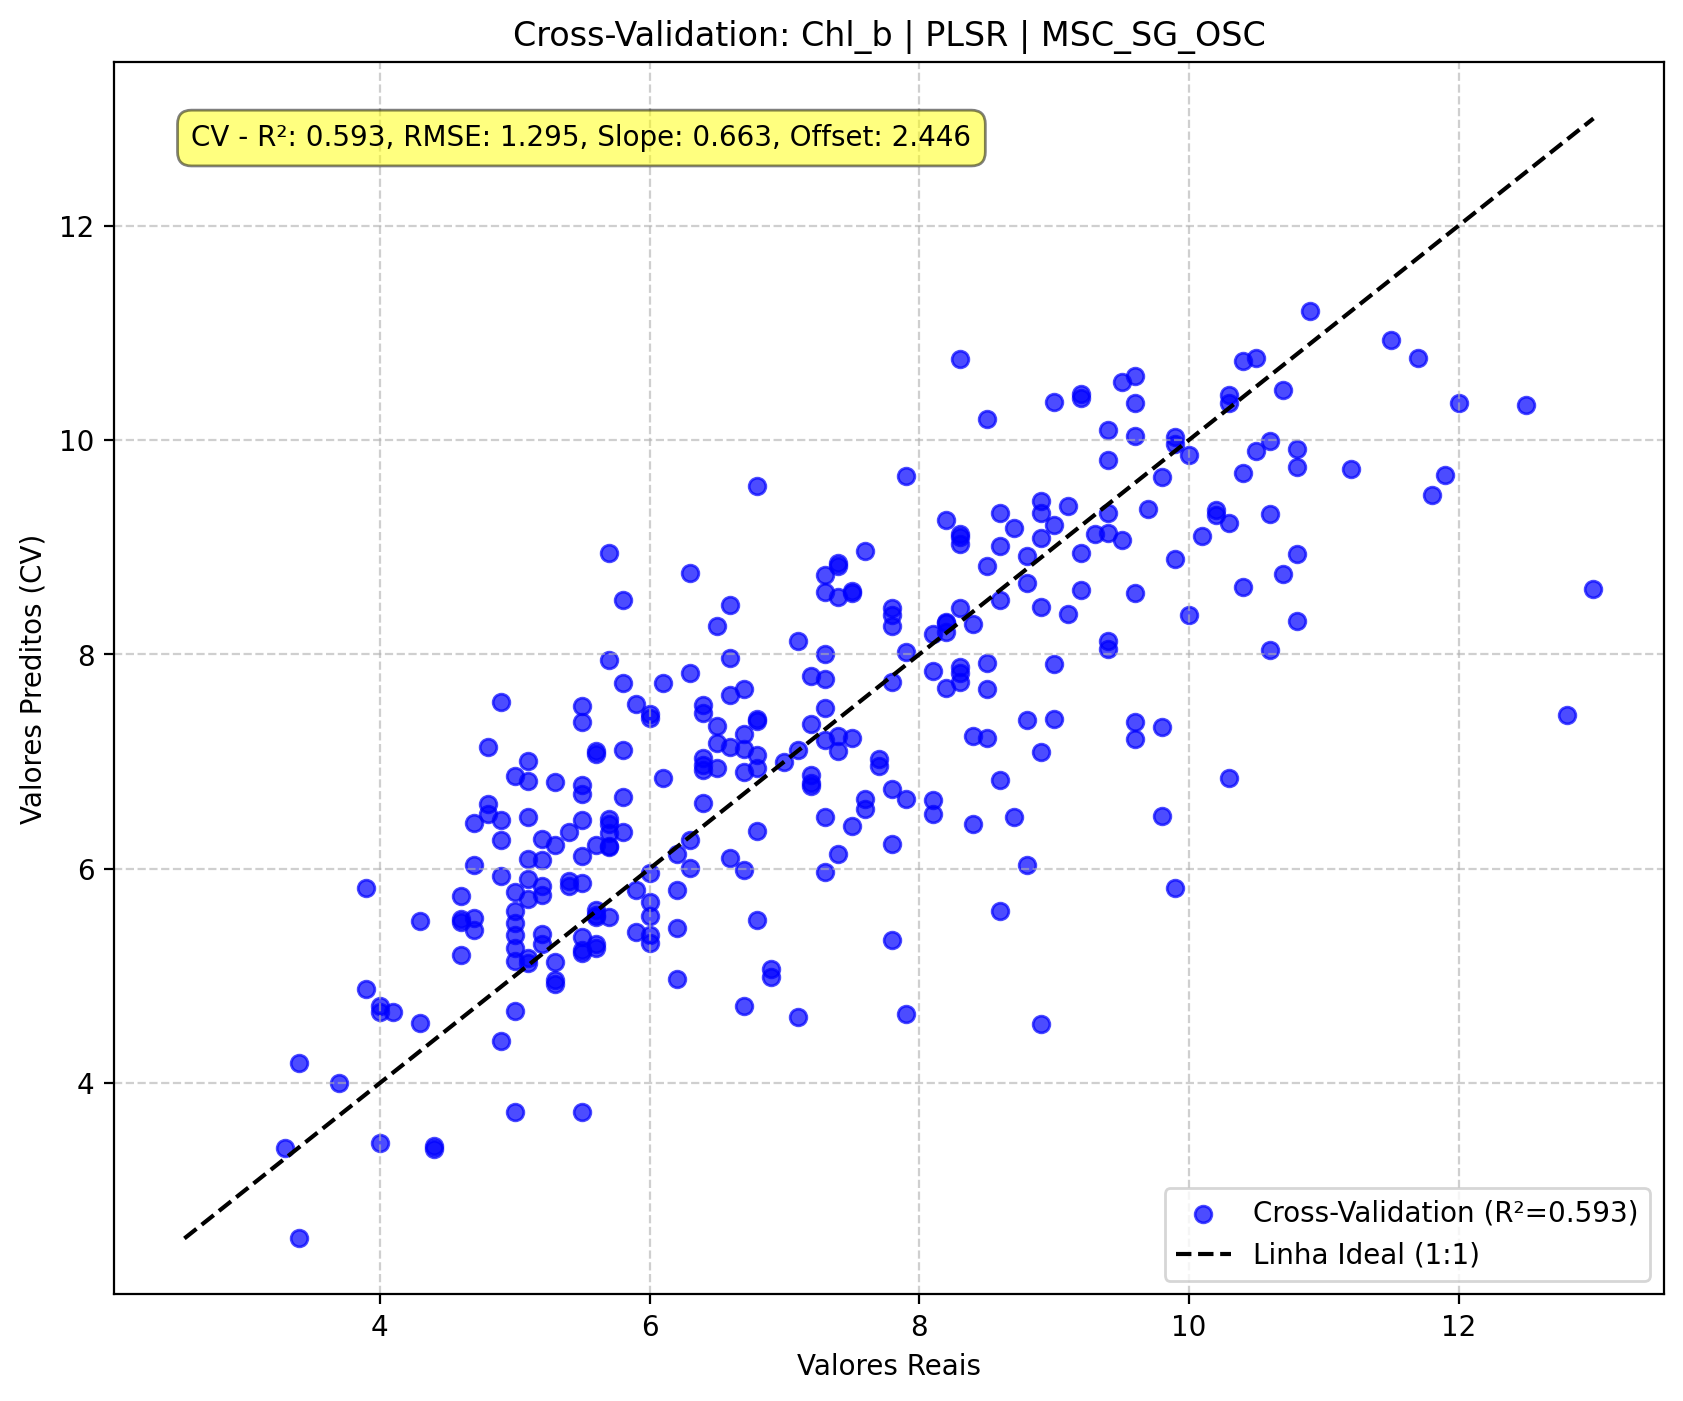 Cross-Validation: Chl_b | PLSR | MSC_SG_OSC
CV - R²: 0.593, RMSE: 1.295, Slope: 0.663, Offset: 2.446
Valores Preditos (CV)
12
10
8
6
4
Cross-Validation (R²=0.593)
Linha Ideal (1:1)
4 6 8 10 12
Valores Reais